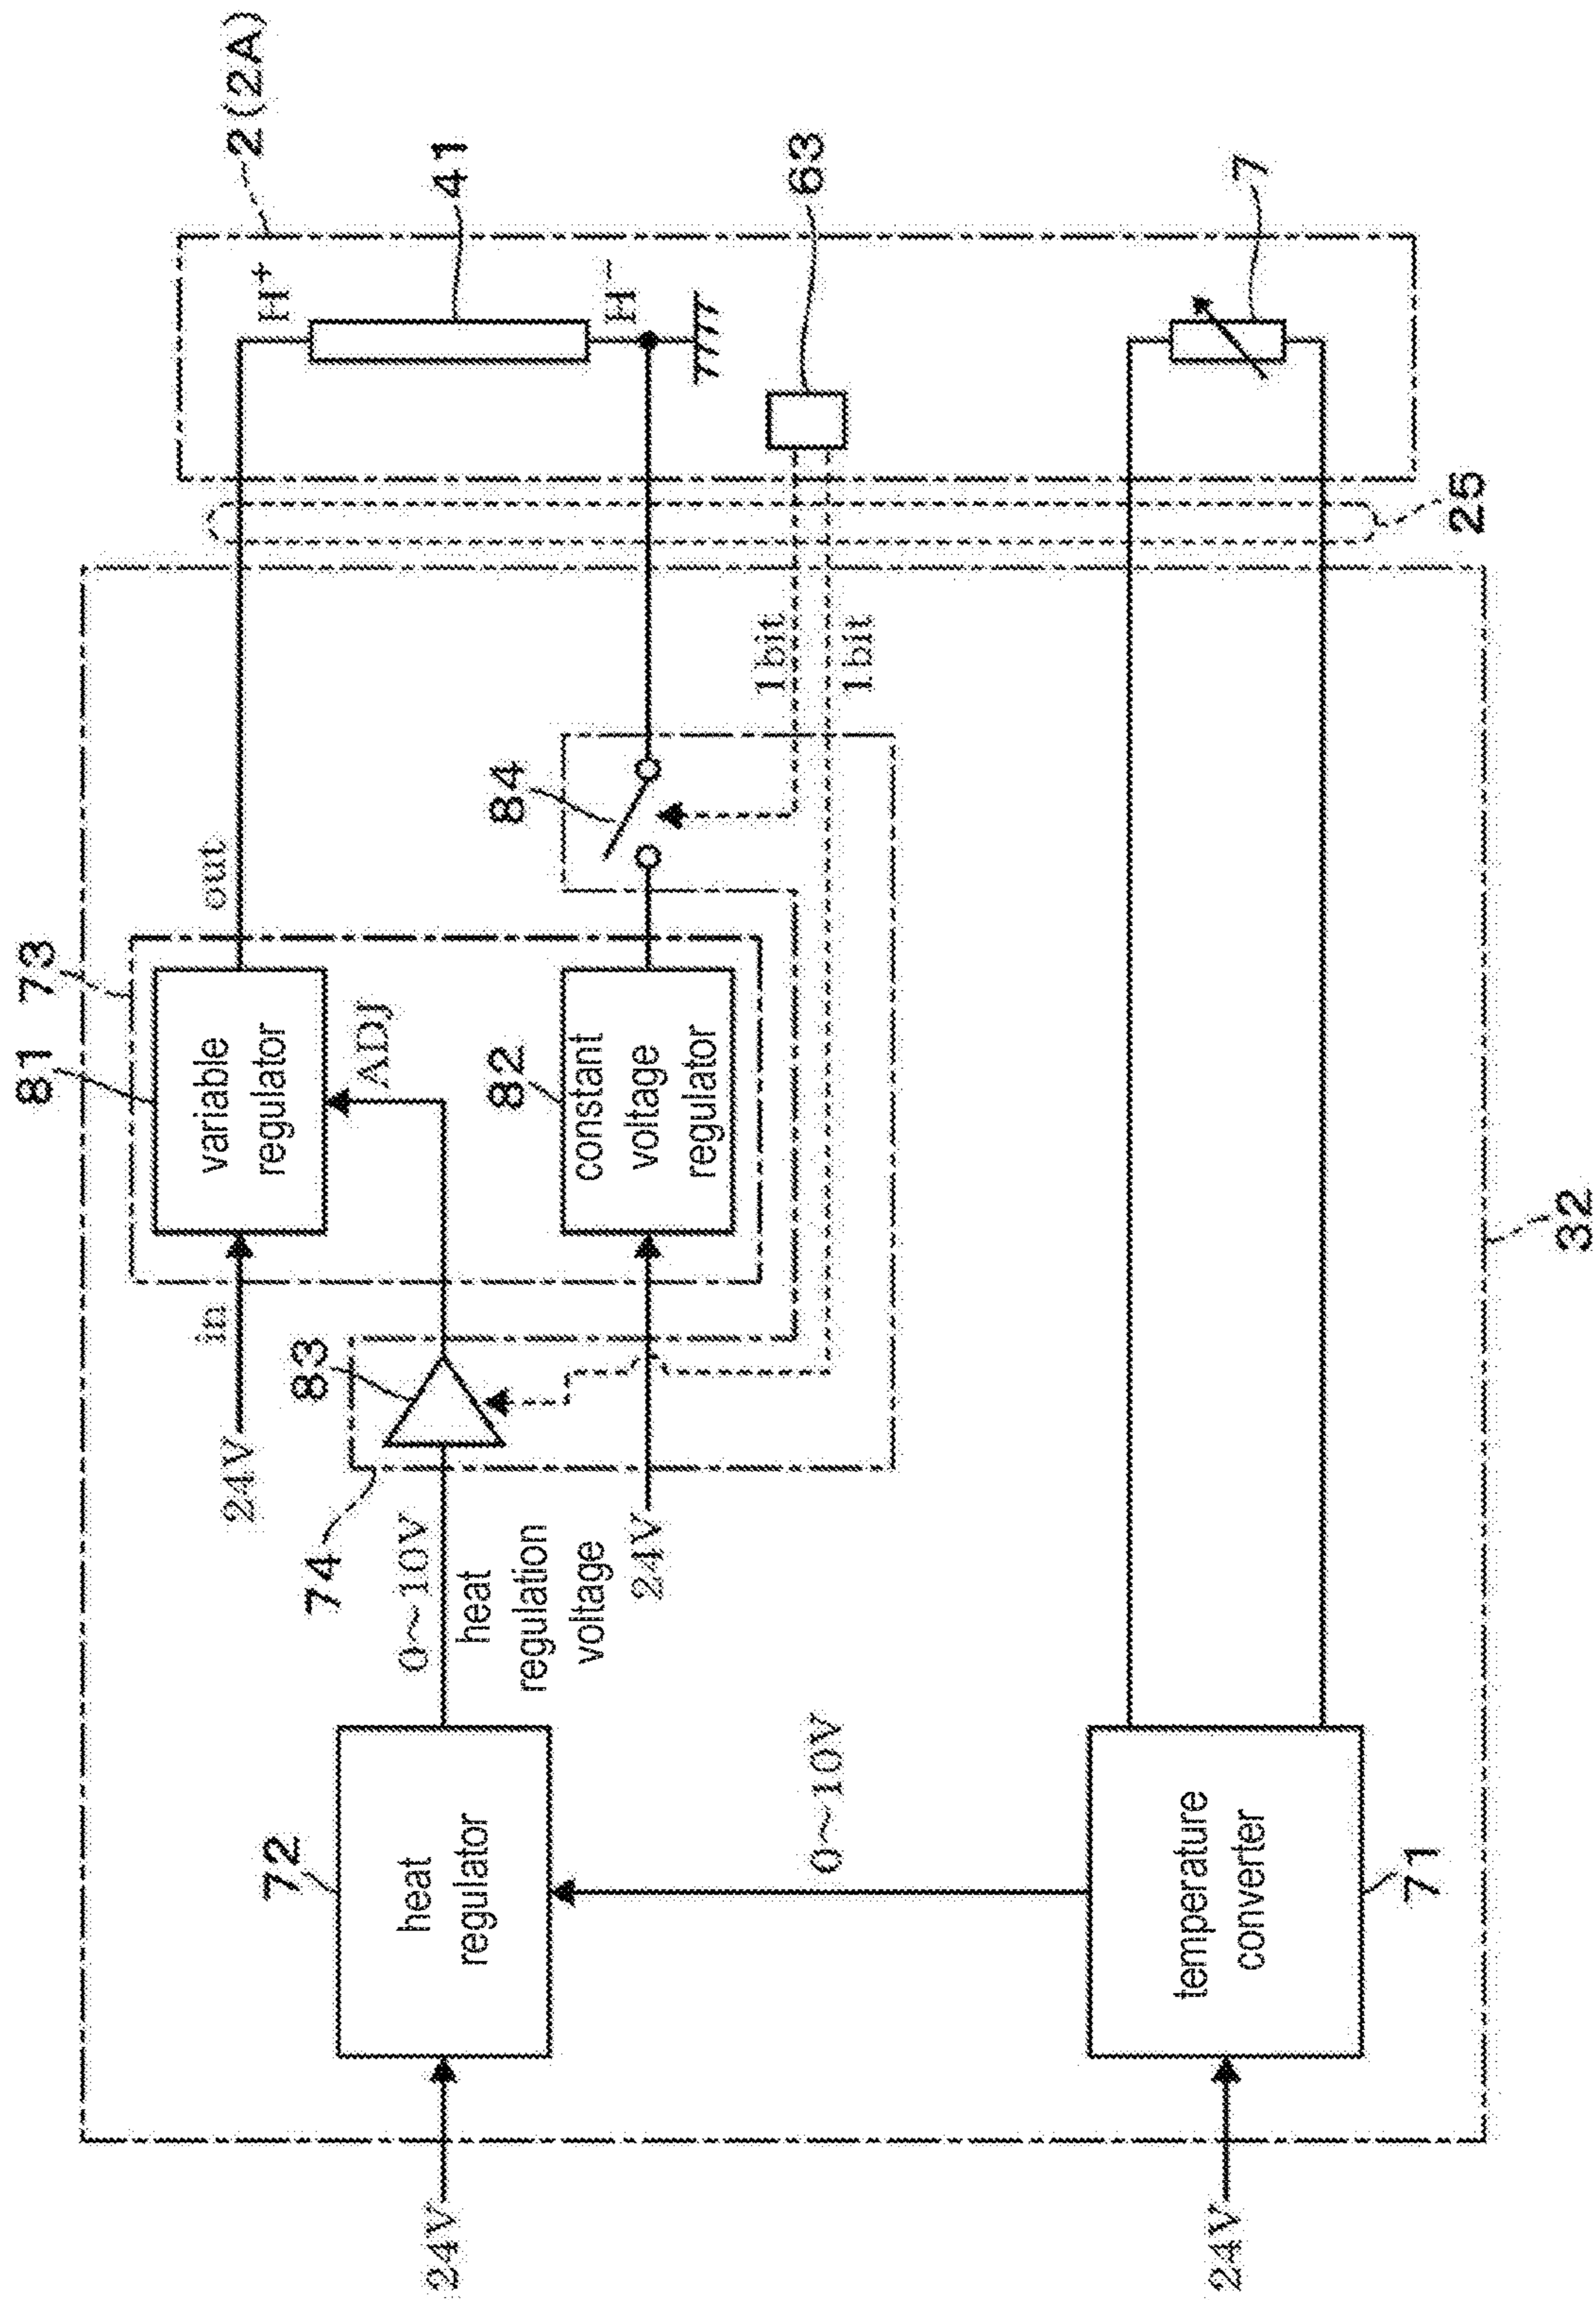 2(2A)
41
63
7
H+
H−
25
1bit
1bit
84
out
73
81
variable
regulator
ADJ
82
constant
voltage
regulator
in
83
24V
74
0~10V
heat
regulation
voltage
24V
32
72
heat
regulator
0~10V
temperature
converter
71
24V
24V